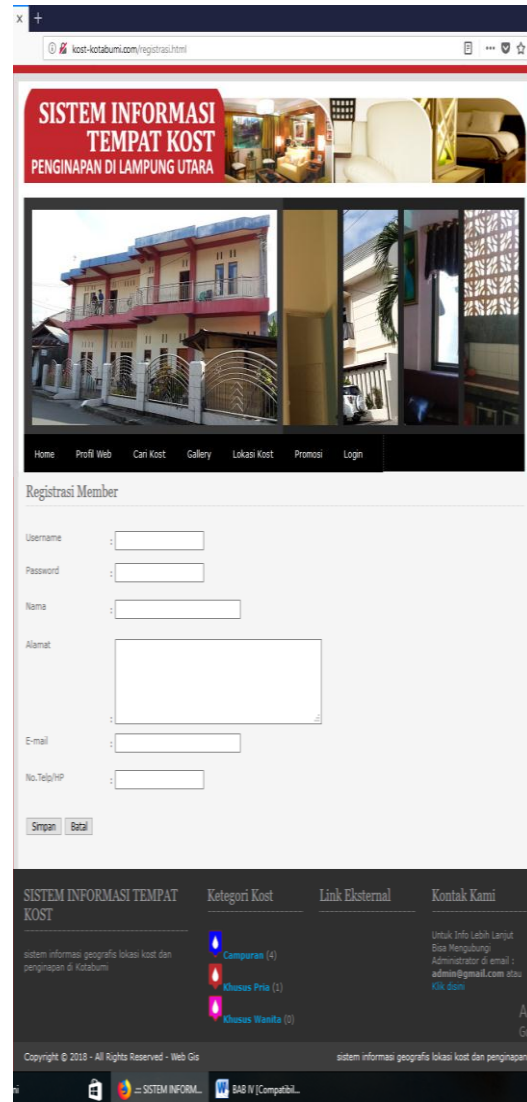 x +
kost-kotabumi.com/registrasi.html
SISTEM INFORMASI
TEMPAT KOST
PENGINAPAN DI LAMPUNG UTARA
Home Profil Web Cari Kost Gallery Lokasi Kost Promosi Login
Registrasi Member
Username :
Password :
Nama :
Alamat :
E-mail :
No.Telp/HP :
Simpan Batal
SISTEM INFORMASI TEMPAT
KOST
sistem informasi geografis lokasi kost dan
penginapan di Kotabumi
Ketegori Kost
Campuran (4)
Khusus Pria (1)
Khusus Wanita (0)
Link Eksternal
Kontak Kami
Untuk Info Lebih Lanjut
Bisa Mengubungi
Administrator di email :
admin@gmail.com atau
Klik disini
A
Go
Copyright © 2018 - All Rights Reserved - Web Gis
sistem informasi geografis lokasi kost dan penginapan
ni
.:: SISTEM INFORM...
BAB IV [Compatibil...